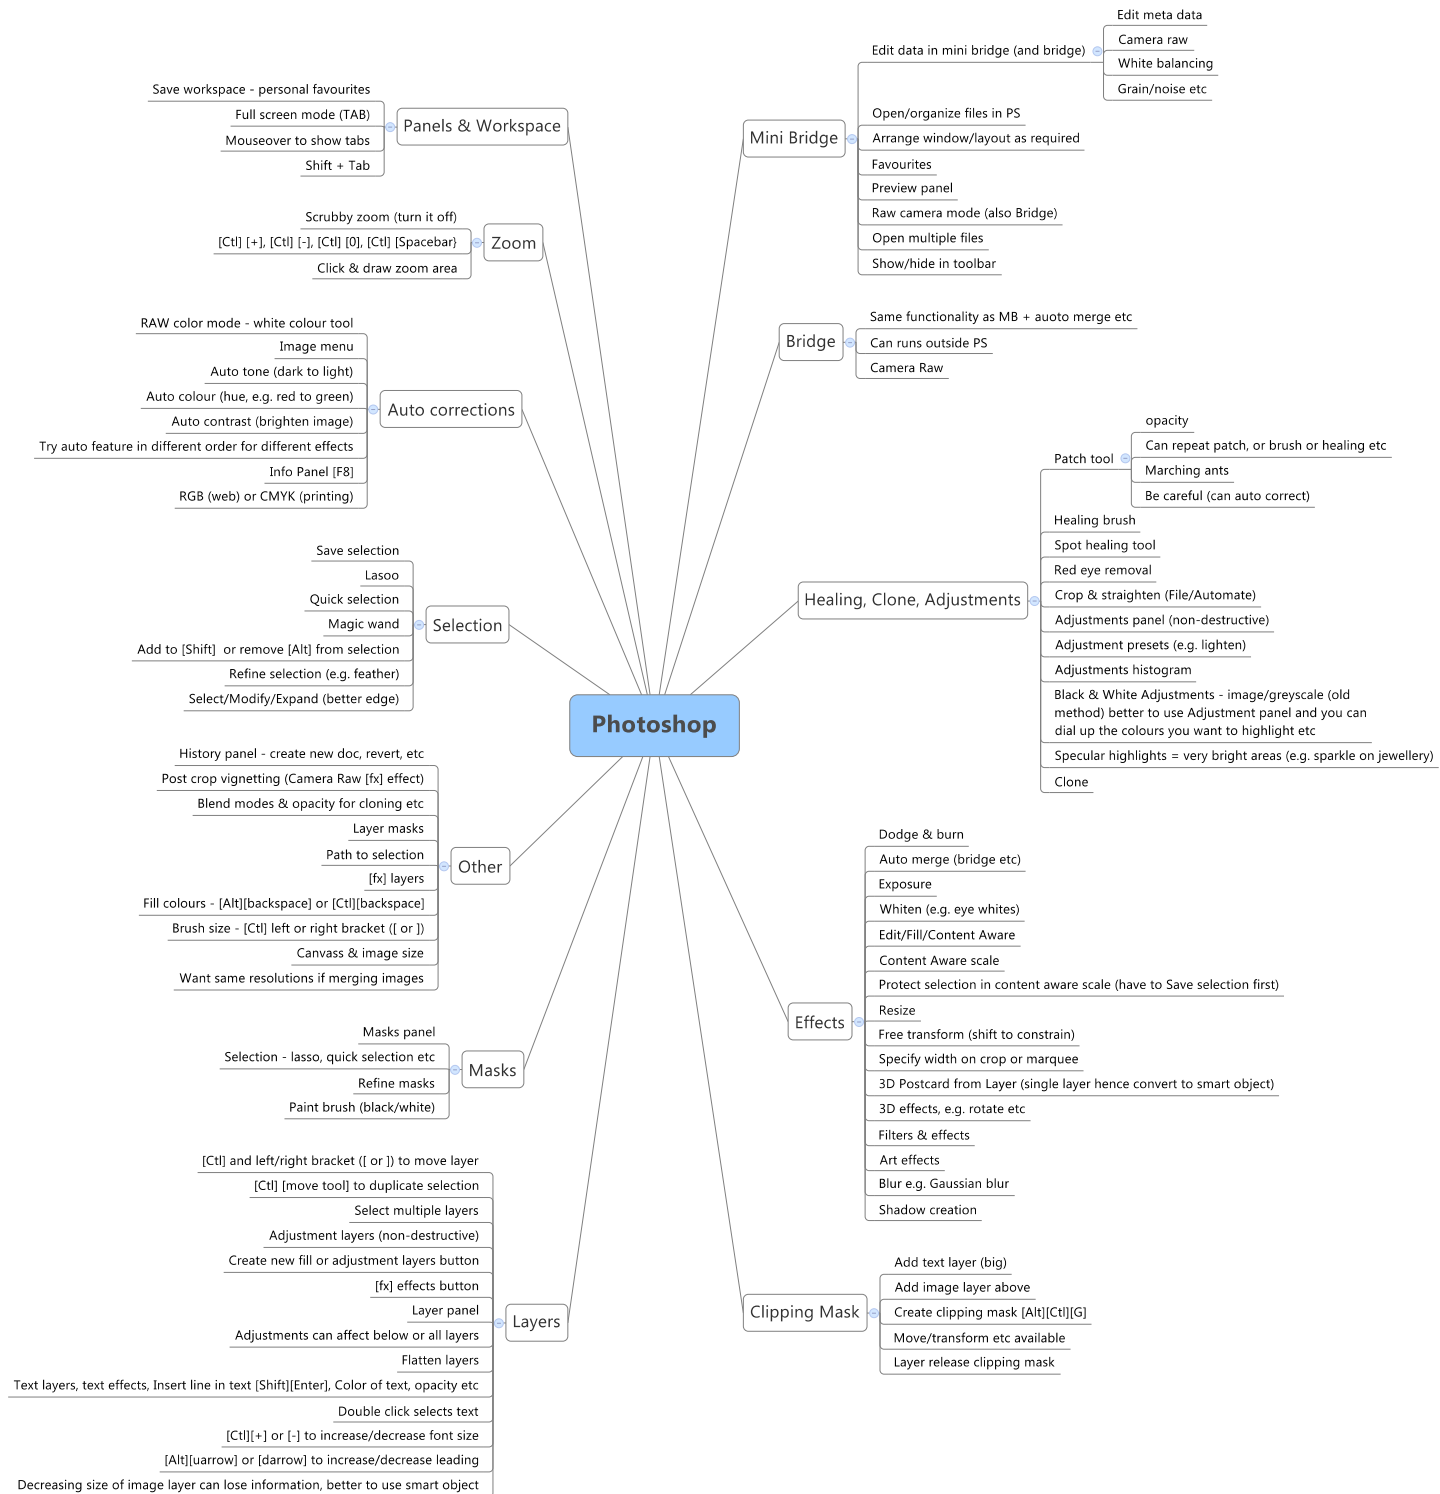 Photoshop
Panels & Workspace
Save workspace - personal favourites
Full screen mode (TAB)
Mouseover to show tabs
Shift + Tab
Zoom
Scrubby zoom (turn it off)
[Ctl] [+], [Ctl] [-], [Ctl] [0], [Ctl] [Spacebar}
Click & draw zoom area
Auto corrections
RAW color mode - white colour tool
Image menu
Auto tone (dark to light)
Auto colour (hue, e.g. red to green)
Auto contrast (brighten image)
Try auto feature in different order for different effects
Info Panel [F8]
RGB (web) or CMYK (printing)
Selection
Save selection
Lasoo
Quick selection
Magic wand
Add to [Shift]  or remove [Alt] from selection
Refine selection (e.g. feather)
Select/Modify/Expand (better edge)
Other
History panel - create new doc, revert, etc
Post crop vignetting (Camera Raw [fx] effect)
Blend modes & opacity for cloning etc
Layer masks
Path to selection
[fx] layers
Fill colours - [Alt][backspace] or [Ctl][backspace]
Brush size - [Ctl] left or right bracket ([ or ])
Canvass & image size
Want same resolutions if merging images
Masks
Masks panel
Selection - lasso, quick selection etc
Refine masks
Paint brush (black/white)
Layers
[Ctl] and left/right bracket ([ or ]) to move layer
[Ctl] [move tool] to duplicate selection
Select multiple layers
Adjustment layers (non-destructive)
Create new fill or adjustment layers button
[fx] effects button
Layer panel
Adjustments can affect below or all layers
Flatten layers
Text layers, text effects, Insert line in text [Shift][Enter], Color of text, opacity etc
Double click selects text
[Ctl][+] or [-] to increase/decrease font size
[Alt][uarrow] or [darrow] to increase/decrease leading
Decreasing size of image layer can lose information, better to use smart object
Mini Bridge
Edit data in mini bridge (and bridge)
Edit meta data
Camera raw
White balancing
Grain/noise etc
Open/organize files in PS
Arrange window/layout as required
Favourites
Preview panel
Raw camera mode (also Bridge)
Open multiple files
Show/hide in toolbar
Bridge
Same functionality as MB + auoto merge etc
Can runs outside PS
Camera Raw
Healing, Clone, Adjustments
Patch tool
opacity
Can repeat patch, or brush or healing etc
Marching ants
Be careful (can auto correct)
Healing brush
Spot healing tool
Red eye removal
Crop & straighten (File/Automate)
Adjustments panel (non-destructive)
Adjustment presets (e.g. lighten)
Adjustments histogram
Black & White Adjustments - image/greyscale (old
method) better to use Adjustment panel and you can
dial up the colours you want to highlight etc
Specular highlights = very bright areas (e.g. sparkle on jewellery)
Clone
Effects
Dodge & burn
Auto merge (bridge etc)
Exposure
Whiten (e.g. eye whites)
Edit/Fill/Content Aware
Content Aware scale
Protect selection in content aware scale (have to Save selection first)
Resize
Free transform (shift to constrain)
Specify width on crop or marquee
3D Postcard from Layer (single layer hence convert to smart object)
3D effects, e.g. rotate etc
Filters & effects
Art effects
Blur e.g. Gaussian blur
Shadow creation
Clipping Mask
Add text layer (big)
Add image layer above
Create clipping mask [Alt][Ctl][G]
Move/transform etc available
Layer release clipping mask